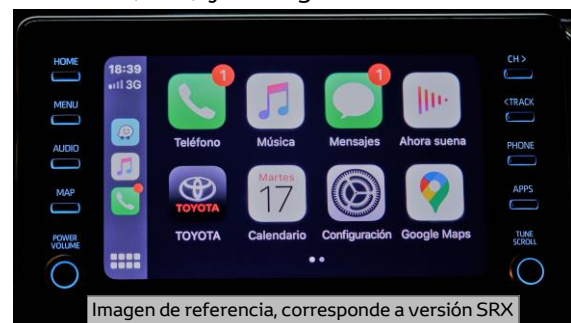 HOME
MENU
AUDIO
MAP
POWER
VOLUME
18:39
3G
1
1
Teléfono
Música
Mensajes
Ahora suena
Martes
17
TOYOTA
TOYOTA
Calendario
Configuración
Google Maps
CH >
<TRACK
PHONE
APPS
TUNE
SCROLL
Imagen de referencia, corresponde a versión SRX